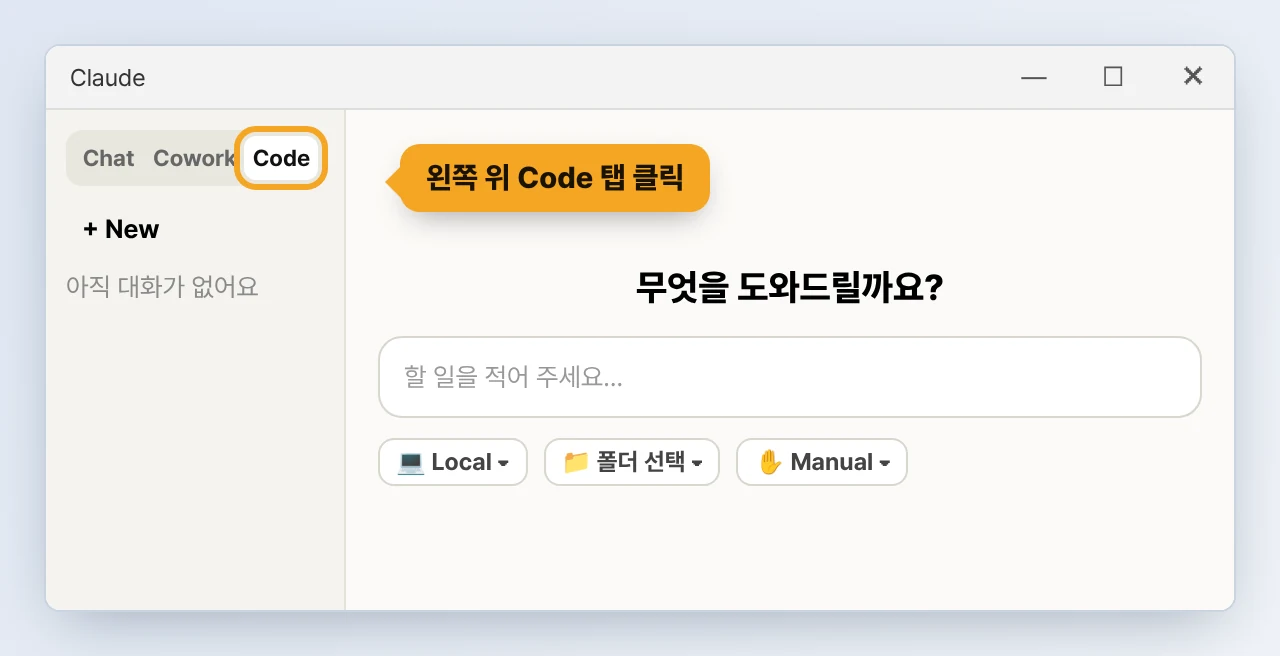 Claude
Chat Cowork Code
왼쪽 위 Code 탭 클릭
+ New
아직 대화가 없어요
무엇을 도와드릴까요?
할 일을 적어 주세요...
Local
폴더 선택
Manual